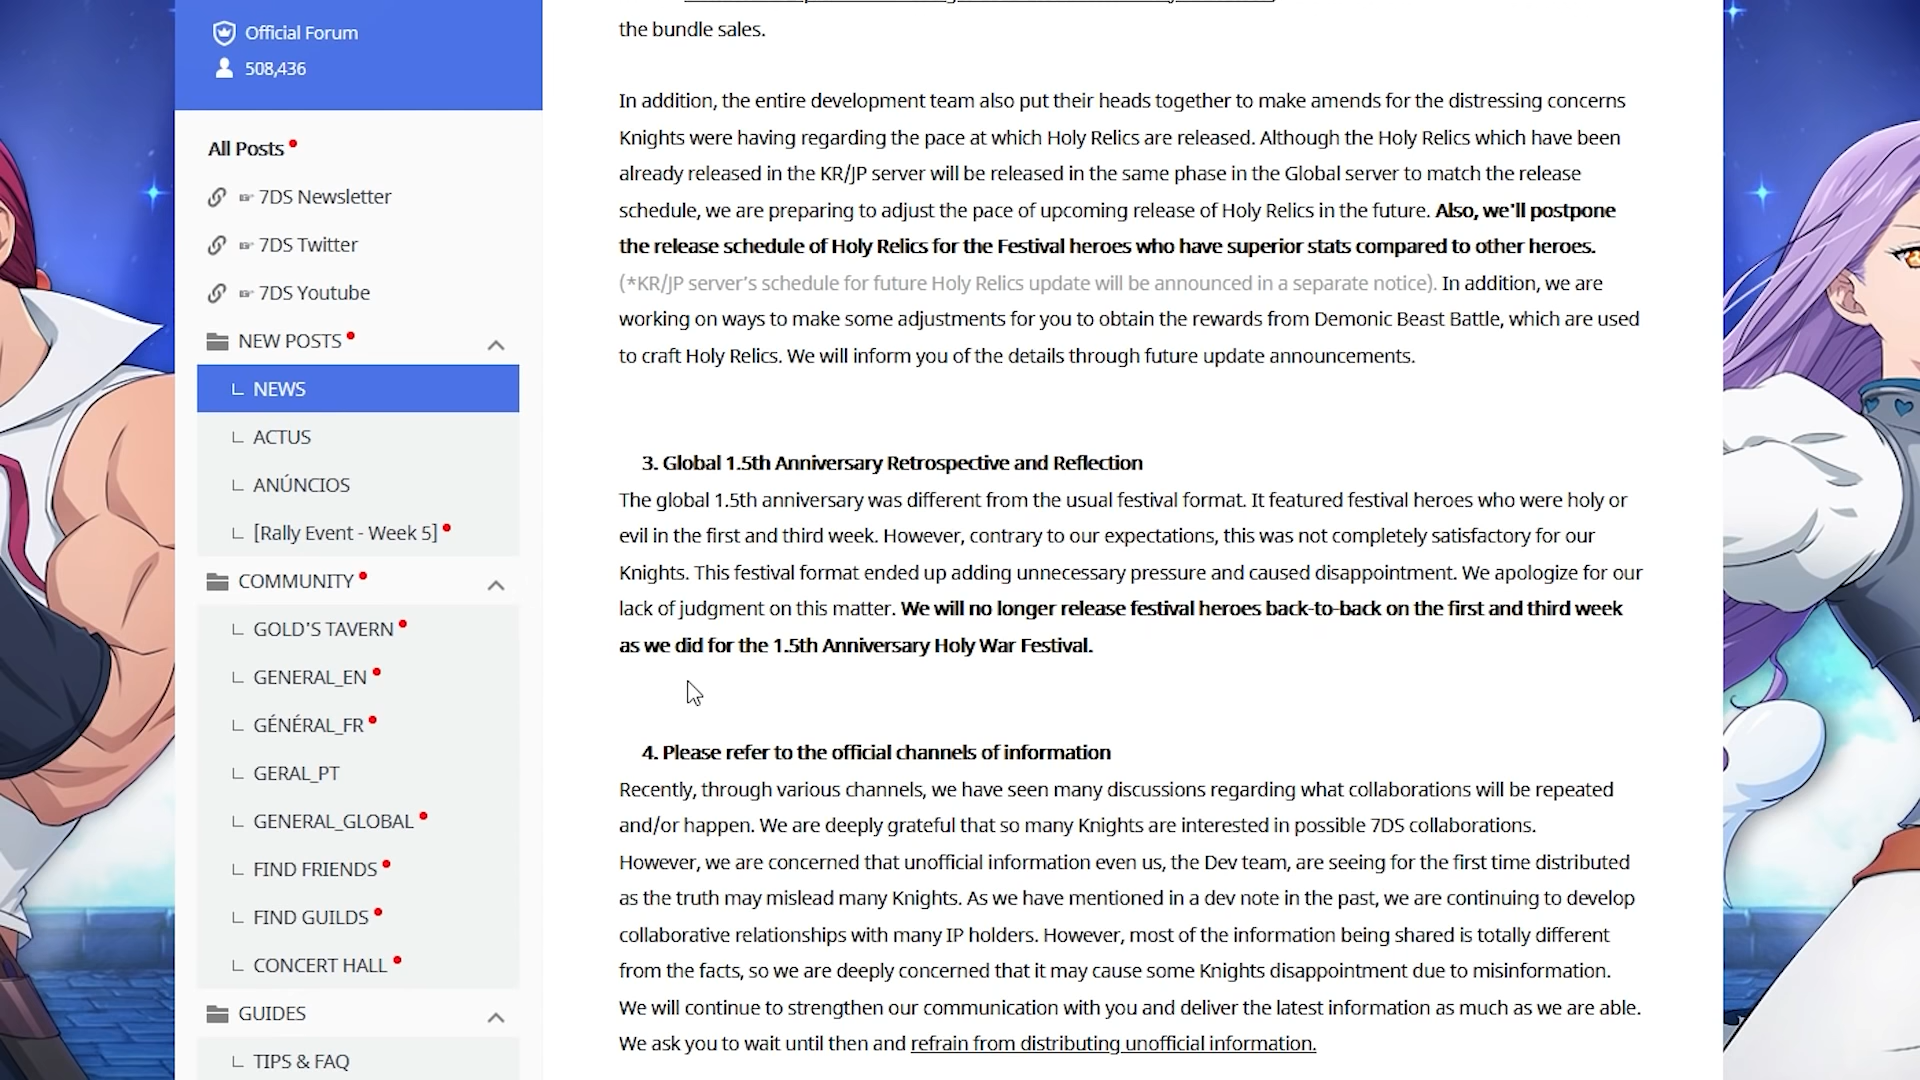 Official Forum
508,436
All Posts
7DS Newsletter
7DS Twitter
7DS Youtube
NEW POSTS
NEWS
ACTUS
ANÚNCIOS
[Rally Event - Week 5]
COMMUNITY
GOLD'S TAVERN
GENERAL_EN
GÉNÉRAL_FR
GERAL_PT
GENERAL_GLOBAL
FIND FRIENDS
FIND GUILDS
CONCERT HALL
GUIDES
TIPS & FAQ
the bundle sales.
In addition, the entire development team also put their heads together to make amends for the distressing concerns
Knights were having regarding the pace at which Holy Relics are released. Although the Holy Relics which have been
already released in the KR/JP server will be released in the same phase in the Global server to match the release
schedule, we are preparing to adjust the pace of upcoming release of Holy Relics in the future. Also, we'll postpone
the release schedule of Holy Relics for the Festival heroes who have superior stats compared to other heroes.
(*KR/JP server's schedule for future Holy Relics update will be announced in a separate notice). In addition, we are
working on ways to make some adjustments for you to obtain the rewards from Demonic Beast Battle, which are used
to craft Holy Relics. We will inform you of the details through future update announcements.
3. Global 1.5th Anniversary Retrospective and Reflection
The global 1.5th anniversary was different from the usual festival format. It featured festival heroes who were holy or
evil in the first and third week. However, contrary to our expectations, this was not completely satisfactory for our
Knights. This festival format ended up adding unnecessary pressure and caused disappointment. We apologize for our
lack of judgment on this matter. We will no longer release festival heroes back-to-back on the first and third week
as we did for the 1.5th Anniversary Holy War Festival.
4. Please refer to the official channels of information
Recently, through various channels, we have seen many discussions regarding what collaborations will be repeated
and/or happen. We are deeply grateful that so many Knights are interested in possible 7DS collaborations.
However, we are concerned that unofficial information even us, the Dev team, are seeing for the first time distributed
as the truth may mislead many Knights. As we have mentioned in a dev note in the past, we are continuing to develop
collaborative relationships with many IP holders. However, most of the information being shared is totally different
from the facts, so we are deeply concerned that it may cause some Knights disappointment due to misinformation.
We will continue to strengthen our communication with you and deliver the latest information as much as we are able.
We ask you to wait until then and refrain from distributing unofficial information.